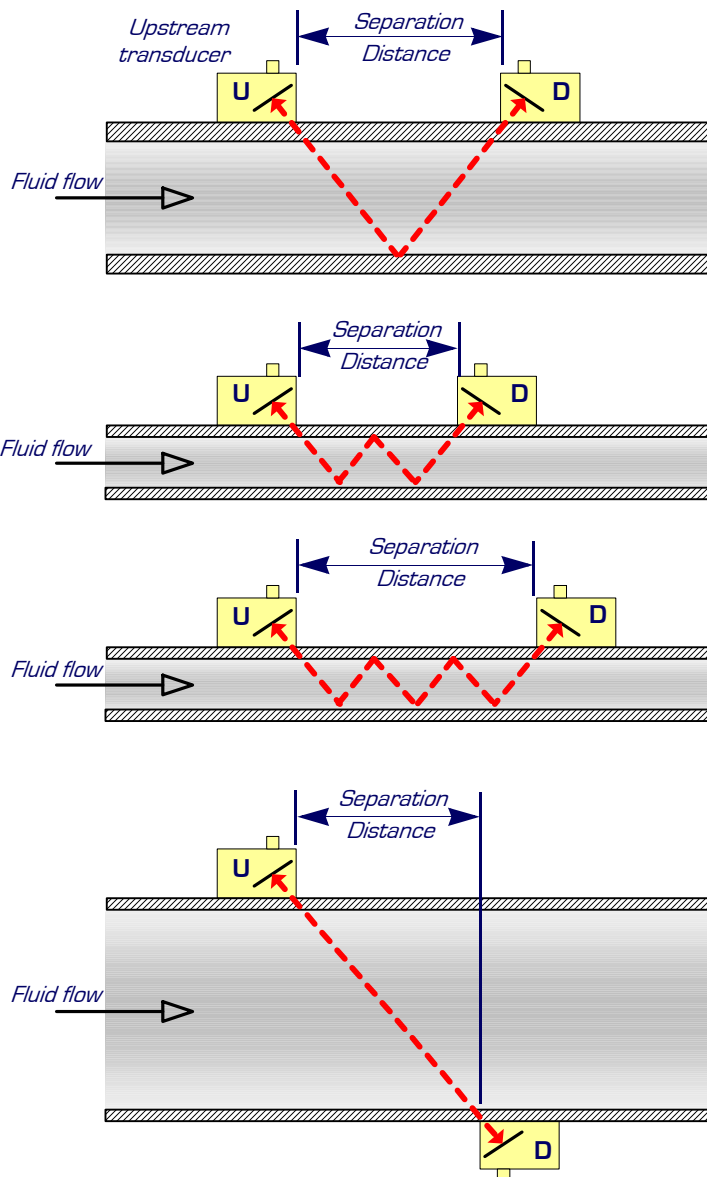 Upstream
transducer
Separation
Distance
U
D
Fluid flow
Separation
Distance
U
D
Fluid flow
Separation
Distance
U
D
Fluid flow
Separation
Distance
U
Fluid flow
D